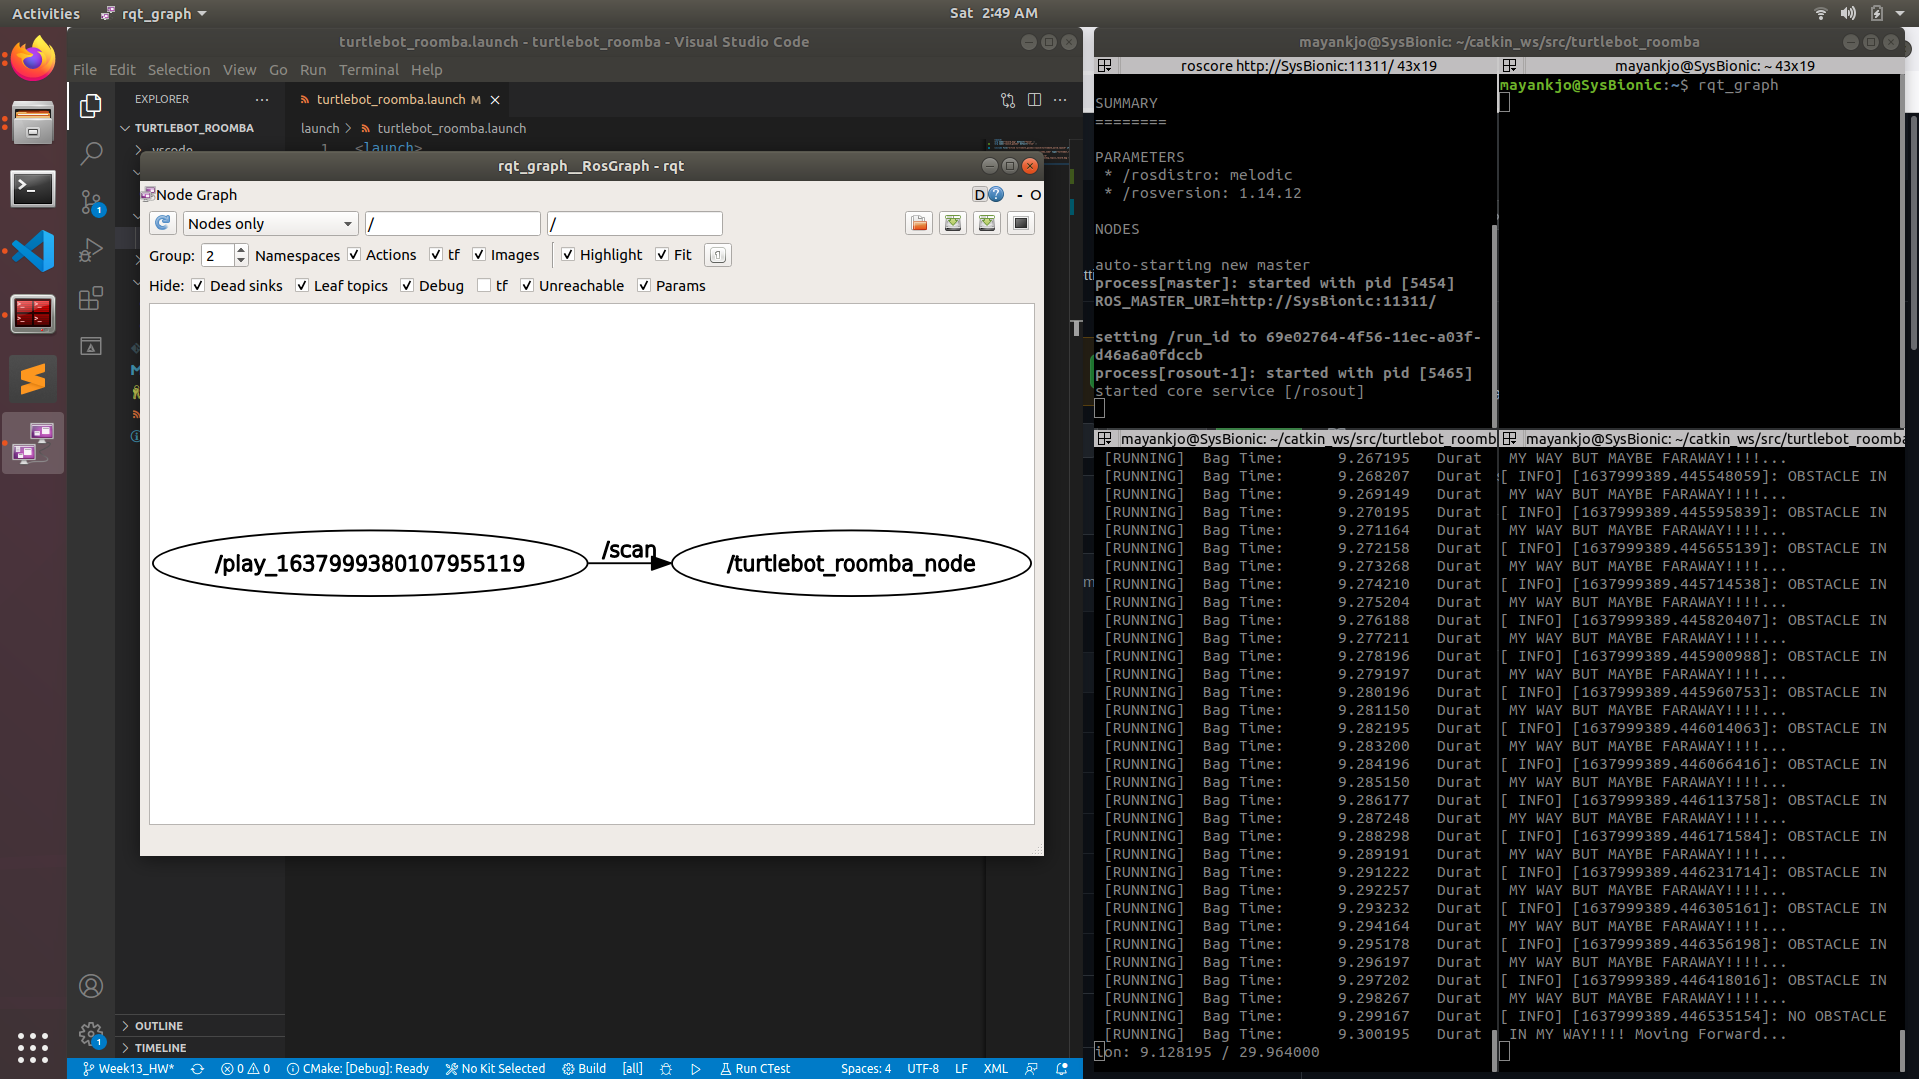 Activities
rqt_graph
Sat 2:49 AM
turtlebot_roomba.launch - turtlebot_roomba - Visual Studio Code
File Edit Selection View Go Run Terminal Help
EXPLORER
turtlebot_roomba.launch M
TURTLEBOT_ROOMBA
launch > turtlebot_roomba.launch
.vscode
1 <launch>
rqt_graph__RosGraph - rqt
Node Graph
D ? - O
Nodes only
/
/
Group: 2 Namespaces Actions tf Images Highlight Fit
Hide: Dead sinks Leaf topics Debug tf Unreachable Params
/play_1637999380107955119
/scan
/turtlebot_roomba_node
OUTLINE
TIMELINE
Week13_HW* 0 0 CMake: [Debug]: Ready No Kit Selected Build [all] Run CTest Spaces: 4 UTF-8 LF XML
mayankjo@SysBionic: ~/catkin_ws/src/turtlebot_roomba
roscore http://SysBionic:11311/ 43x19
SUMMARY
========
PARAMETERS
* /rosdistro: melodic
* /rosversion: 1.14.12
NODES
auto-starting new master
process[master]: started with pid [5454]
ROS_MASTER_URI=http://SysBionic:11311/
setting /run_id to 69e02764-4f56-11ec-a03f-
d46a6a0fdccb
process[rosout-1]: started with pid [5465]
started core service [/rosout]
mayankjo@SysBionic: ~ 43x19
mayankjo@SysBionic:~$ rqt_graph
mayankjo@SysBionic: ~/catkin_ws/src/turtlebot_roomb
[RUNNING] Bag Time: 9.267195 Durat
[RUNNING] Bag Time: 9.268207 Durat
[RUNNING] Bag Time: 9.269149 Durat
[RUNNING] Bag Time: 9.270195 Durat
[RUNNING] Bag Time: 9.271164 Durat
[RUNNING] Bag Time: 9.272158 Durat
[RUNNING] Bag Time: 9.273268 Durat
[RUNNING] Bag Time: 9.274210 Durat
[RUNNING] Bag Time: 9.275204 Durat
[RUNNING] Bag Time: 9.276188 Durat
[RUNNING] Bag Time: 9.277211 Durat
[RUNNING] Bag Time: 9.278196 Durat
[RUNNING] Bag Time: 9.279197 Durat
[RUNNING] Bag Time: 9.280196 Durat
[RUNNING] Bag Time: 9.281150 Durat
[RUNNING] Bag Time: 9.282195 Durat
[RUNNING] Bag Time: 9.283200 Durat
[RUNNING] Bag Time: 9.284196 Durat
[RUNNING] Bag Time: 9.285150 Durat
[RUNNING] Bag Time: 9.286177 Durat
[RUNNING] Bag Time: 9.287248 Durat
[RUNNING] Bag Time: 9.288298 Durat
[RUNNING] Bag Time: 9.289191 Durat
[RUNNING] Bag Time: 9.291222 Durat
[RUNNING] Bag Time: 9.292257 Durat
[RUNNING] Bag Time: 9.293232 Durat
[RUNNING] Bag Time: 9.294164 Durat
[RUNNING] Bag Time: 9.295178 Durat
[RUNNING] Bag Time: 9.296197 Durat
[RUNNING] Bag Time: 9.297202 Durat
[RUNNING] Bag Time: 9.298267 Durat
[RUNNING] Bag Time: 9.299167 Durat
[RUNNING] Bag Time: 9.300195 Durat
ion: 9.128195 / 29.964000
mayankjo@SysBionic: ~/catkin_ws/src/turtlebot_roomba
MY WAY BUT MAYBE FARAWAY!!!!...
[ INFO] [1637999389.445548059]: OBSTACLE IN
MY WAY BUT MAYBE FARAWAY!!!!...
[ INFO] [1637999389.445595839]: OBSTACLE IN
MY WAY BUT MAYBE FARAWAY!!!!...
[ INFO] [1637999389.445655139]: OBSTACLE IN
MY WAY BUT MAYBE FARAWAY!!!!...
[ INFO] [1637999389.445714538]: OBSTACLE IN
MY WAY BUT MAYBE FARAWAY!!!!...
[ INFO] [1637999389.445820407]: OBSTACLE IN
MY WAY BUT MAYBE FARAWAY!!!!...
[ INFO] [1637999389.445900988]: OBSTACLE IN
MY WAY BUT MAYBE FARAWAY!!!!...
[ INFO] [1637999389.445960753]: OBSTACLE IN
MY WAY BUT MAYBE FARAWAY!!!!...
[ INFO] [1637999389.446014063]: OBSTACLE IN
MY WAY BUT MAYBE FARAWAY!!!!...
[ INFO] [1637999389.446066416]: OBSTACLE IN
MY WAY BUT MAYBE FARAWAY!!!!...
[ INFO] [1637999389.446113758]: OBSTACLE IN
MY WAY BUT MAYBE FARAWAY!!!!...
[ INFO] [1637999389.446171584]: OBSTACLE IN
MY WAY BUT MAYBE FARAWAY!!!!...
[ INFO] [1637999389.446231714]: OBSTACLE IN
MY WAY BUT MAYBE FARAWAY!!!!...
[ INFO] [1637999389.446305161]: OBSTACLE IN
MY WAY BUT MAYBE FARAWAY!!!!...
[ INFO] [1637999389.446356198]: OBSTACLE IN
MY WAY BUT MAYBE FARAWAY!!!!...
[ INFO] [1637999389.446418016]: OBSTACLE IN
MY WAY BUT MAYBE FARAWAY!!!!...
[ INFO] [1637999389.446535154]: NO OBSTACLE
IN MY WAY!!!! Moving Forward...